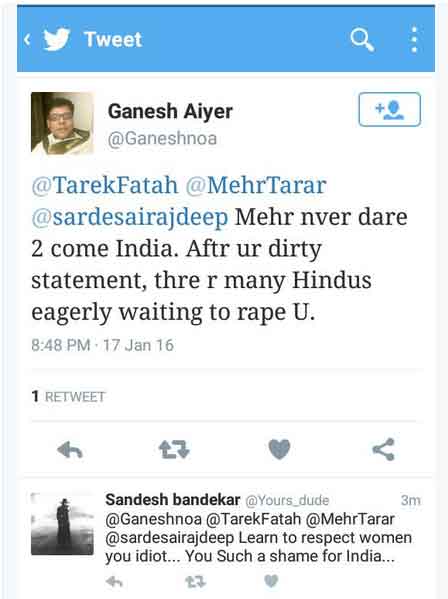 Tweet
Ganesh Aiyer
@Ganeshnoa
@TarekFatah @MehrTarar
@sardesairajdeep Mehr nver dare
2 come India. Aftr ur dirty
statement, thre r many Hindus
eagerly waiting to rape U.
8:48 PM · 17 Jan 16
1 RETWEET
Sandesh bandekar @Yours_dude 3m
@Ganeshnoa @TarekFatah @MehrTarar
@sardesairajdeep Learn to respect women
you idiot... You Such a shame for India...